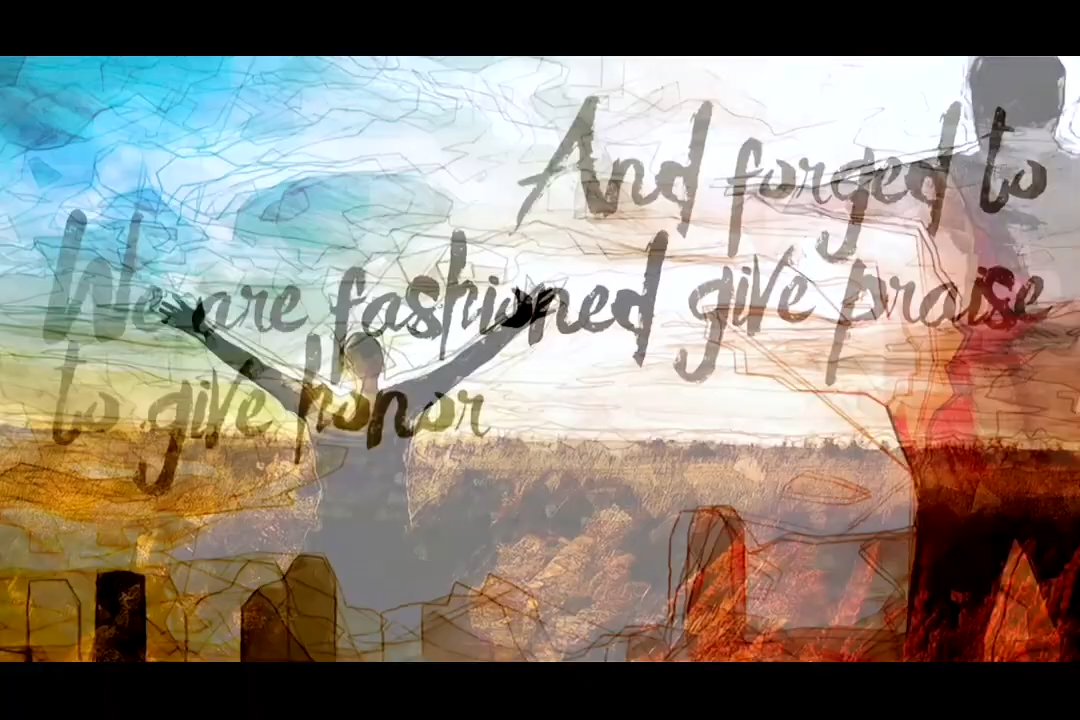 We are fashioned
to give honor
And forged to
give praise